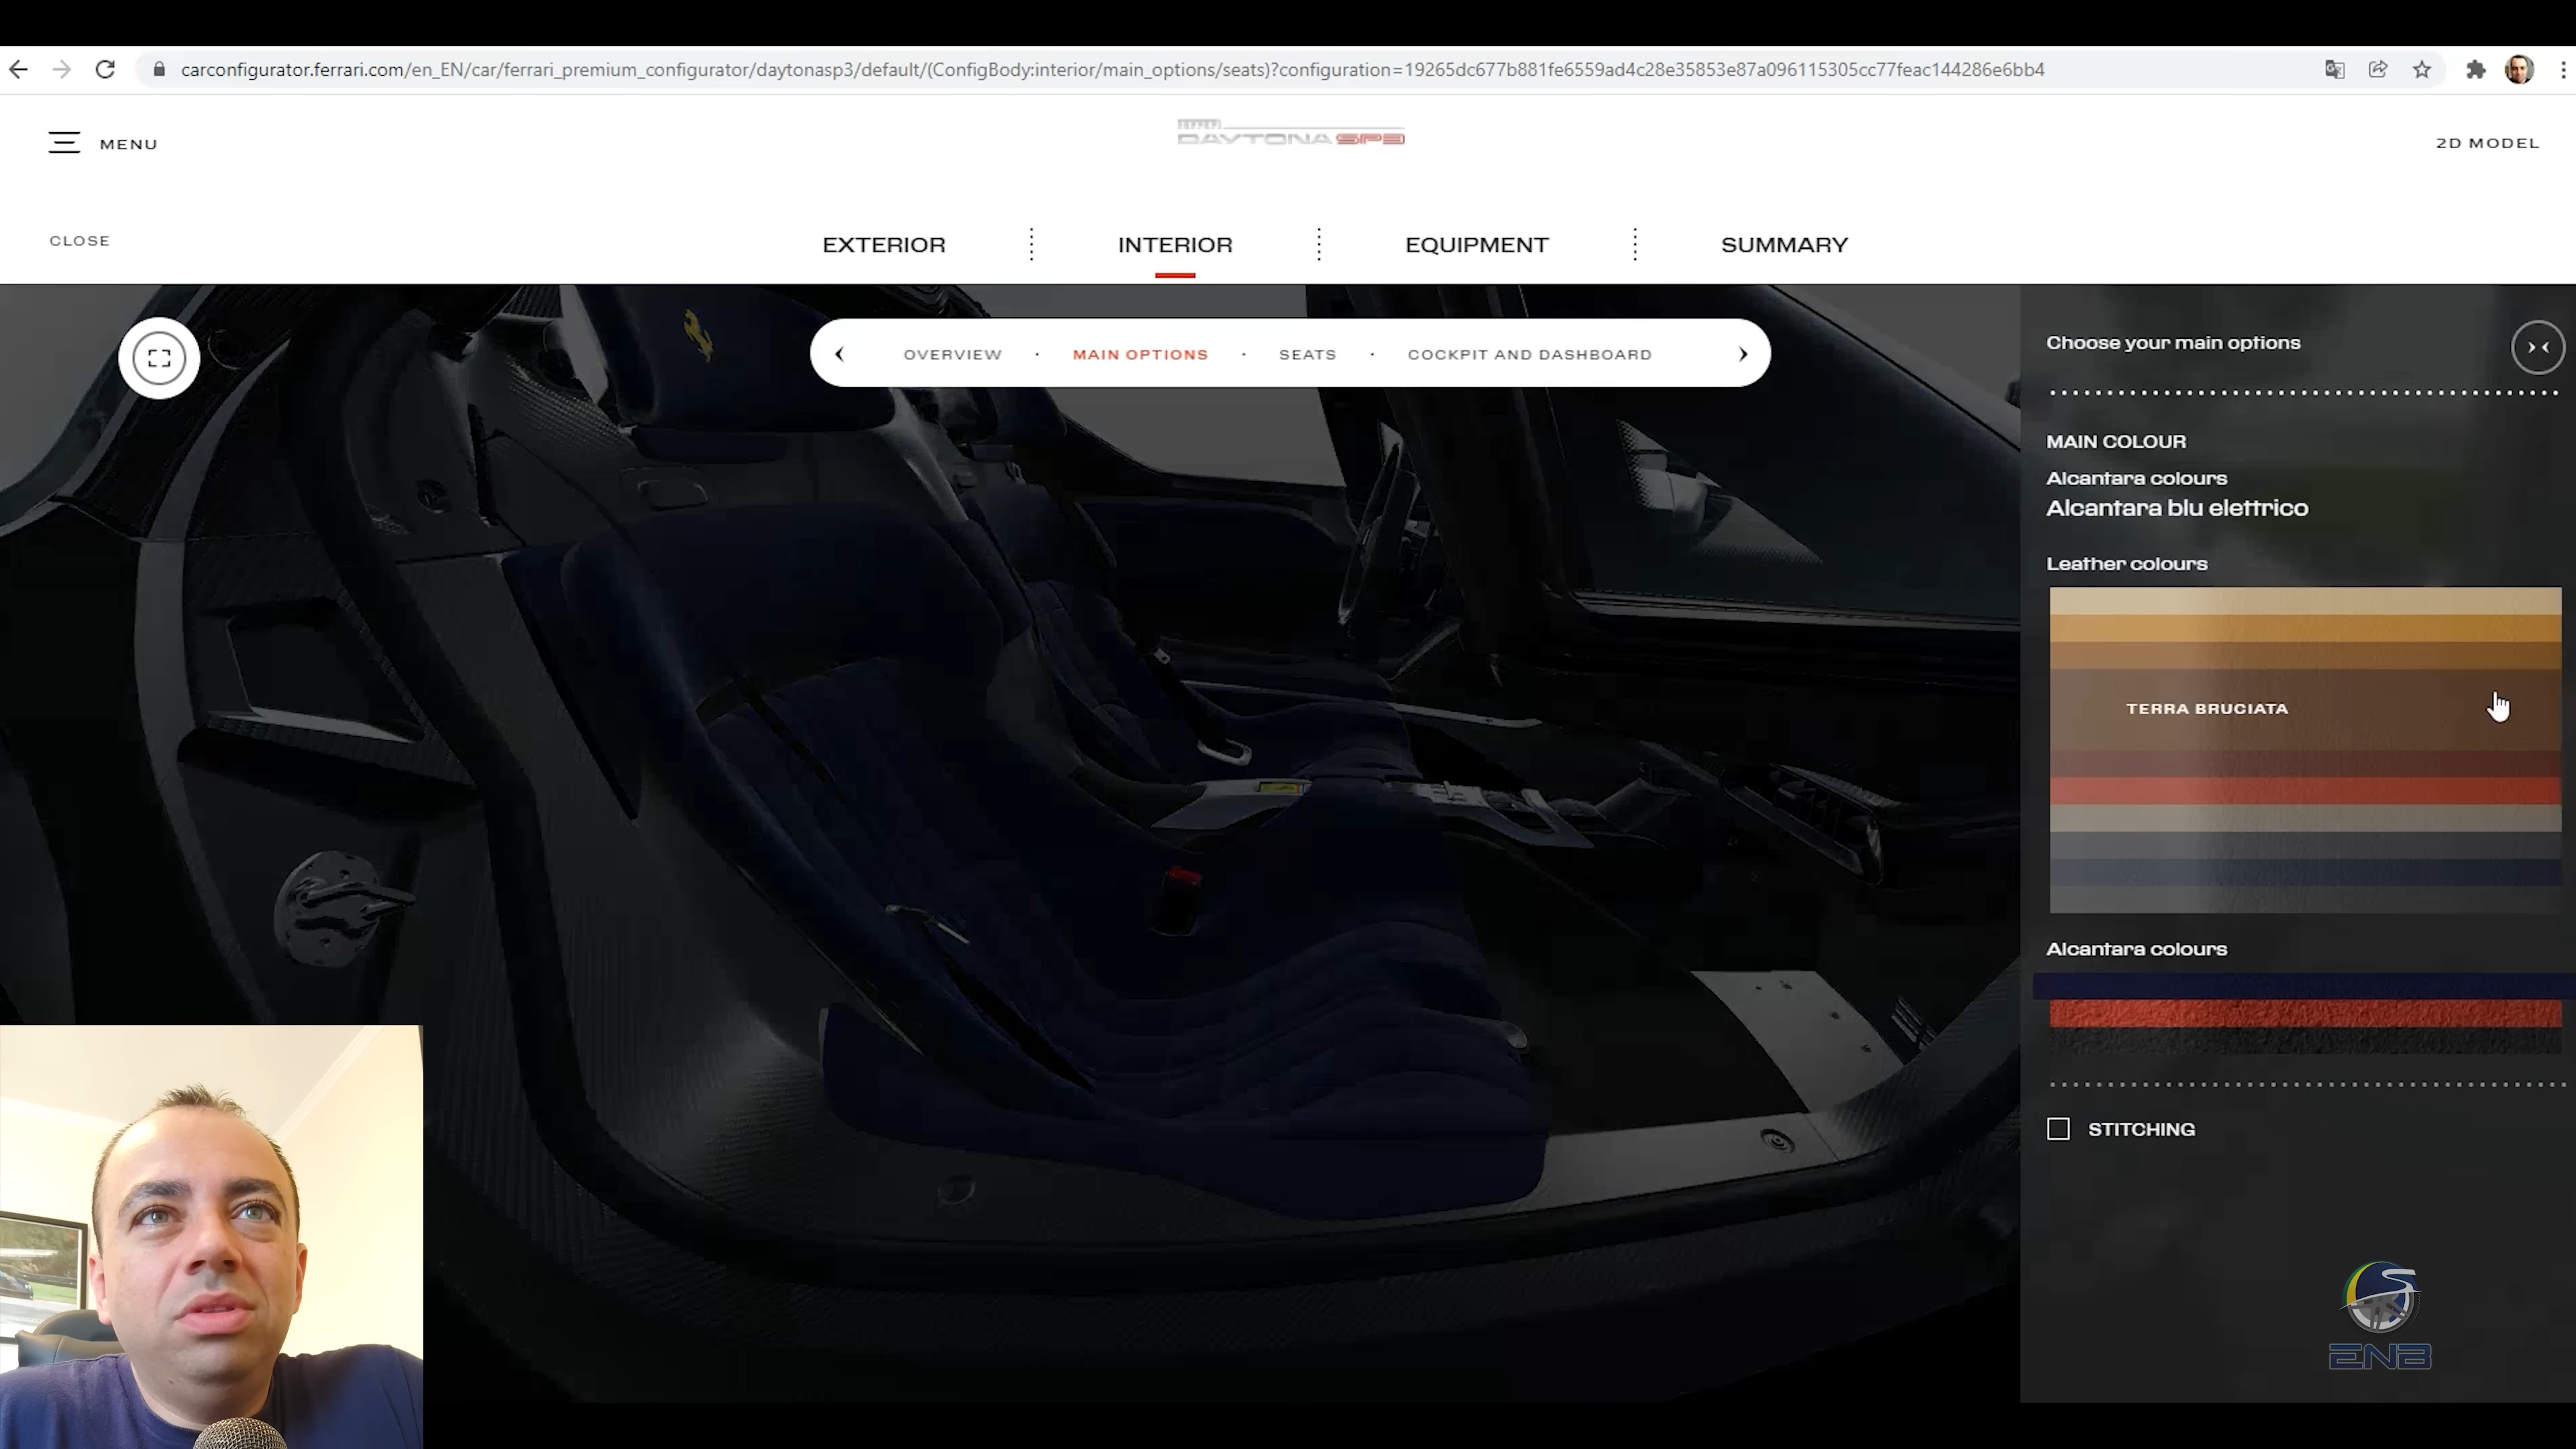 carconfigurator.ferrari.com/en_EN/car/ferrari_premium_configurator/daytonasp3/default/(ConfigBody:interior/main_options/seats)?configuration=19265dc677b881fe6559ad4c28e35853e87a096115305cc77feac144286e6bb4
MENU
FERRARI
DAYTONA SP3
2D MODEL
CLOSE
EXTERIOR
INTERIOR
EQUIPMENT
SUMMARY
OVERVIEW · MAIN OPTIONS · SEATS · COCKPIT AND DASHBOARD
Choose your main options
MAIN COLOUR
Alcantara colours
Alcantara blu elettrico
Leather colours
TERRA BRUCIATA
Alcantara colours
STITCHING
ENB